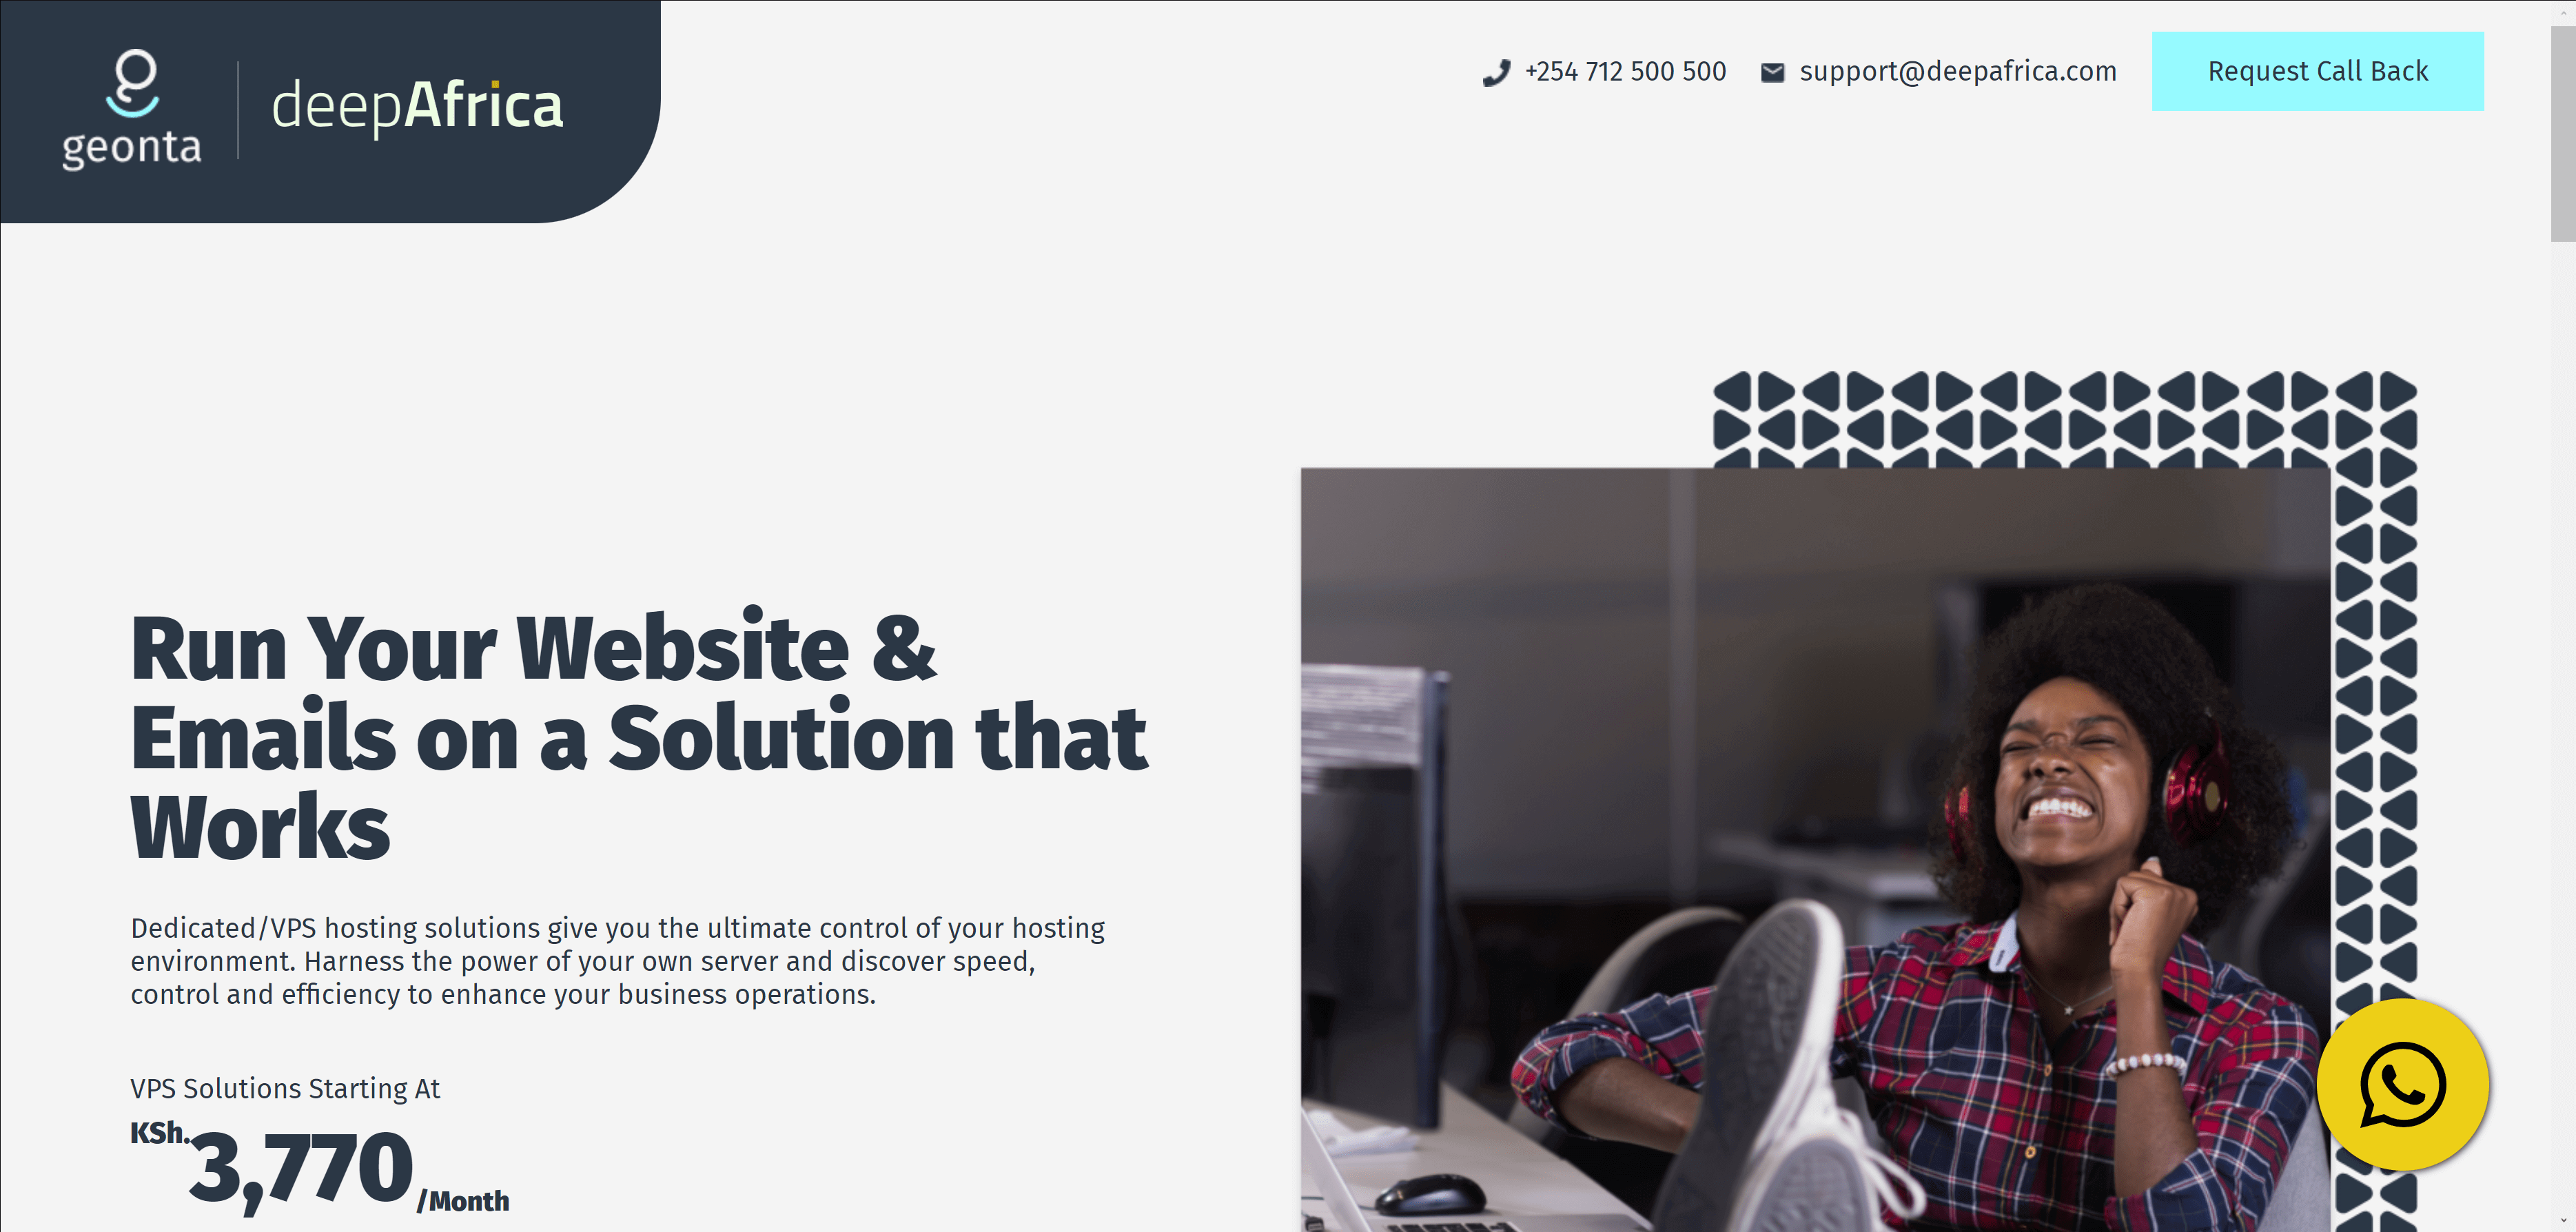 geonta
deepAfrica
+254 712 500 500
support@deepafrica.com
Request Call Back
Run Your Website &
Emails on a Solution that
Works
Dedicated/VPS hosting solutions give you the ultimate control of your hosting
environment. Harness the power of your own server and discover speed,
control and efficiency to enhance your business operations.
VPS Solutions Starting At
KSh.3,770/Month